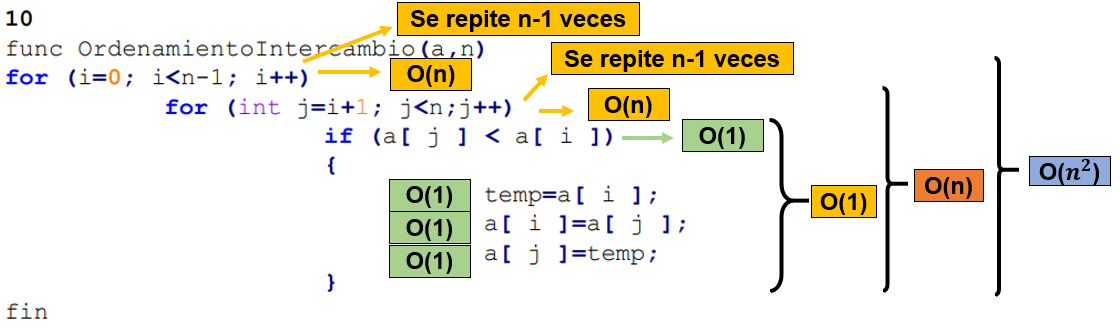 10 Se repite n-1 veces
func OrdenamientoIntercambio(a,n)
Se repite n-1 veces
for (i=0; i<n-1; i++) O(n)
for (int j=i+1; j<n;j++) O(n)
if (a[ j ] < a[ i ]) O(1)
{
O(1) temp=a[ i ];
O(1) a[ i ]=a[ j ];
O(1) a[ j ]=temp;
}
O(1)
O(n)
O(n²)
fin